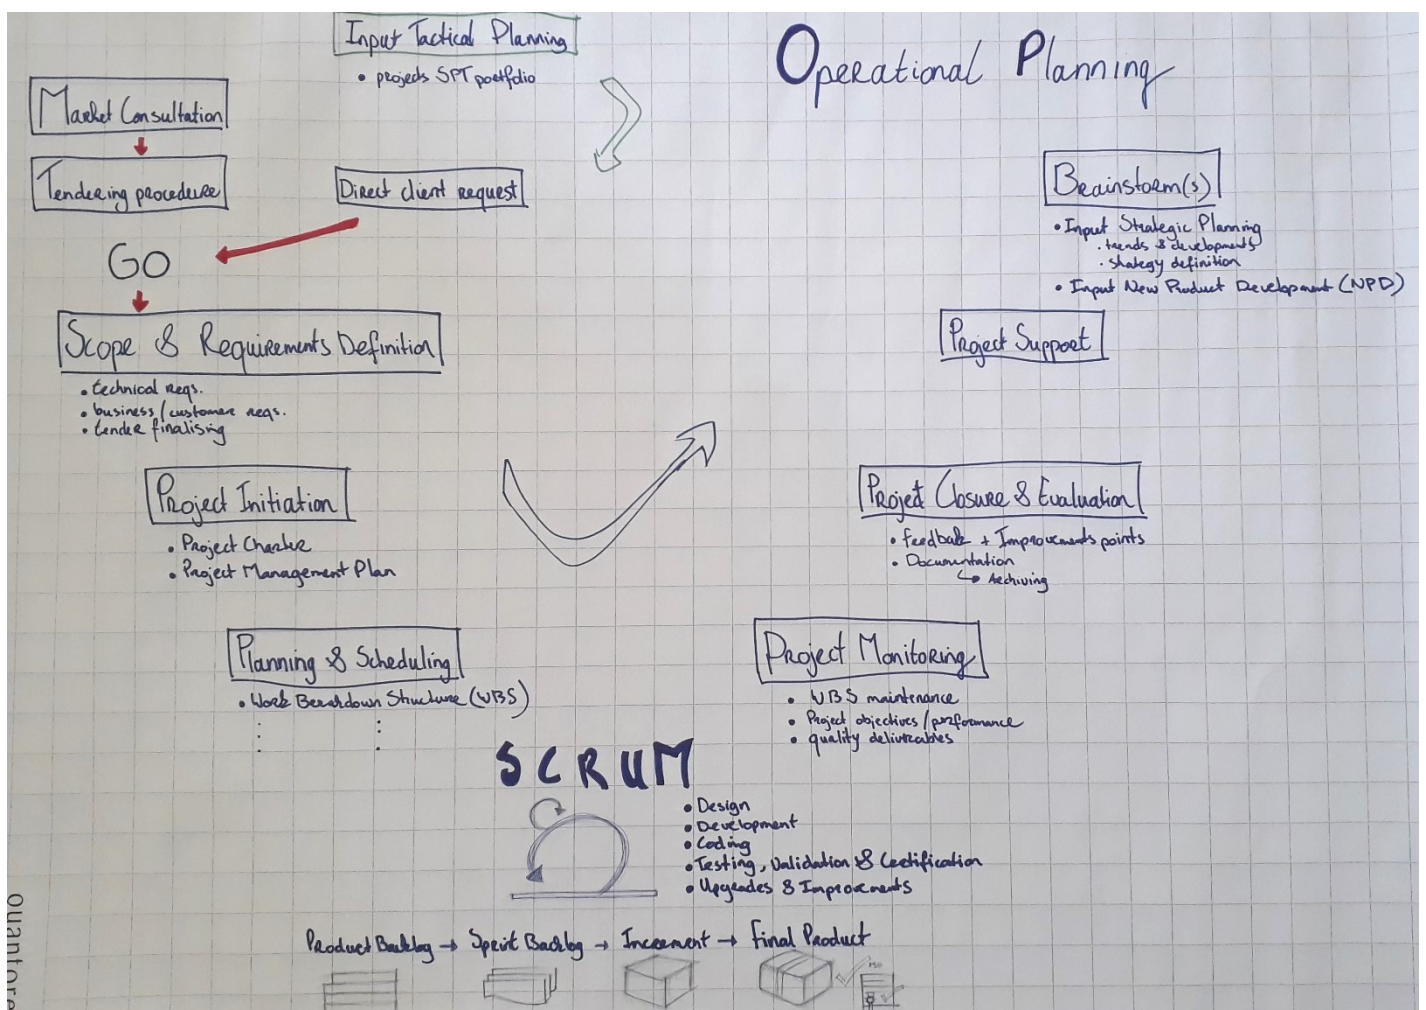 Input Tactical Planning
• projects SPT portfolio
Operational Planning
Market Consultation
Tendering procedure
Direct client request
GO
Scope & Requirements Definition
• technical reqs.
• business/customer reqs.
• tender finalising
Project Initiation
• Project Charter
• Project Management Plan
Planning & Scheduling
• Work Breakdown Structure (WBS)
SCRUM
• Design
• Development
• Coding
• Testing, Validation & Certification
• Upgrades & Improvements
Product Backlog → Sprint Backlog → Increment → Final Product
Project Monitoring
• WBS maintenance
• Project objectives/performance
• quality deliverables
Project Closure & Evaluation
• Feedback + Improvements points
• Documentation
↳ Archiving
Project Support
Brainstorm(s)
• Input Strategic Planning
• trends & developments
• strategy definition
• Input New Product Development (NPD)
quantore